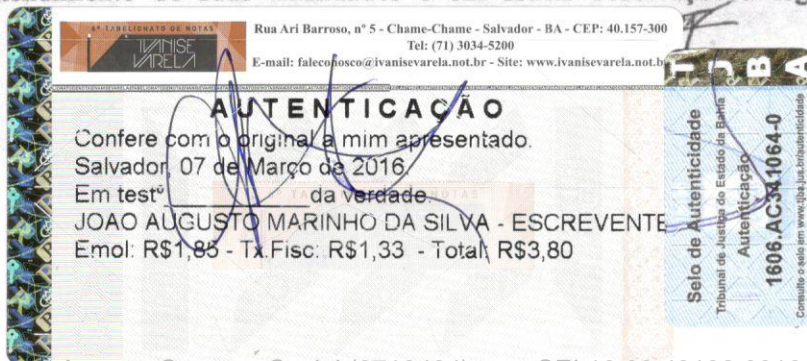 6º TABELIONATO DE NOTAS
IVANISE
VARELA
Rua Ari Barroso, nº 5 - Chame-Chame - Salvador - BA - CEP: 40.157-300
Tel: (71) 3034-5200
E-mail: faleconosco@ivanisevarela.not.br - Site: www.ivanisevarela.not.b
AUTENTICAÇÃO
Confere com o original a mim apresentado.
Salvador, 07 de Março de 2016.
Em testº ____________ da verdade.
JOAO AUGUSTO MARINHO DA SILVA - ESCREVENTE
Emol: R$1,85 - Tx.Fisc: R$1,33 - Total: R$3,80
TJBA
Selo de Autenticidade
Tribunal de Justiça do Estado da Bahia
Autenticação
1606.AC341064-0
Consulte o selo em www.tjba.jus.br/autenticidade